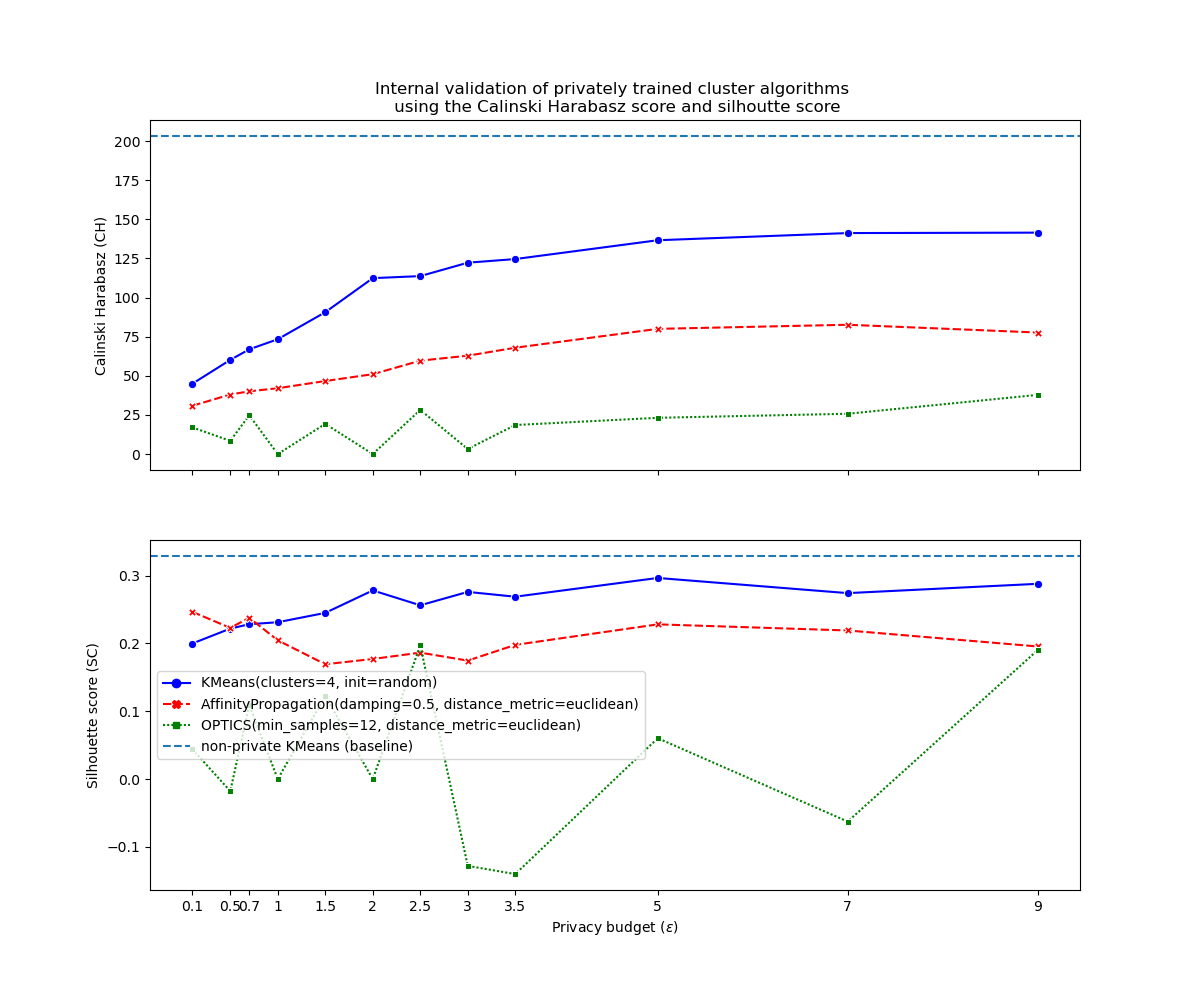 Internal validation of privately trained cluster algorithms
using the Calinski Harabasz score and silhoutte score
Calinski Harabasz (CH)
200
175
150
125
100
75
50
25
0
Silhouette score (SC)
0.3
0.2
0.1
0.0
−0.1
KMeans(clusters=4, init=random)
AffinityPropagation(damping=0.5, distance_metric=euclidean)
OPTICS(min_samples=12, distance_metric=euclidean)
non-private KMeans (baseline)
0.1 0.5 0.7 1 1.5 2 2.5 3 3.5 5 7 9
Privacy budget (ε)